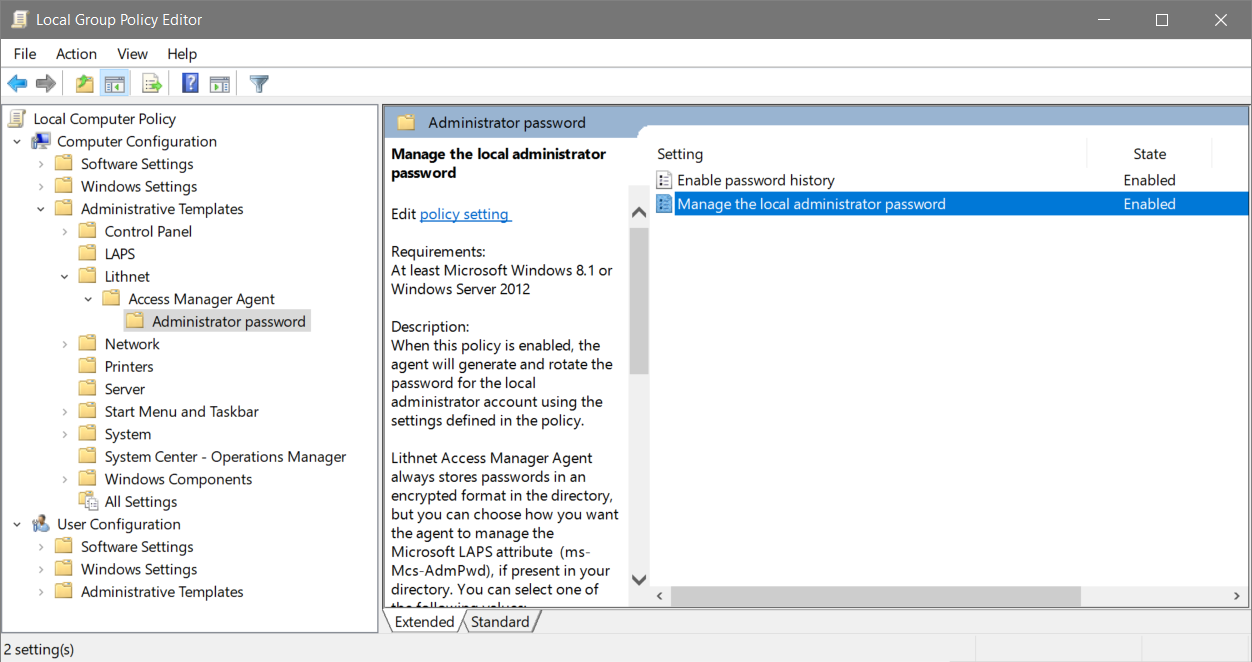 Local Group Policy Editor
File Action View Help
Local Computer Policy
Computer Configuration
Software Settings
Windows Settings
Administrative Templates
Control Panel
LAPS
Lithnet
Access Manager Agent
Administrator password
Network
Printers
Server
Start Menu and Taskbar
System
System Center - Operations Manager
Windows Components
All Settings
User Configuration
Software Settings
Windows Settings
Administrative Templates
Administrator password
Manage the local administrator
password
Edit policy setting
Requirements:
At least Microsoft Windows 8.1 or
Windows Server 2012
Description:
When this policy is enabled, the
agent will generate and rotate the
password for the local
administrator account using the
settings defined in the policy.
Lithnet Access Manager Agent
always stores passwords in an
encrypted format in the directory,
but you can choose how you want
the agent to manage the
Microsoft LAPS attribute (ms-
Mcs-AdmPwd), if present in your
directory. You can select one of
the following values:
Setting State
Enable password history Enabled
Manage the local administrator password Enabled
Extended Standard
2 setting(s)